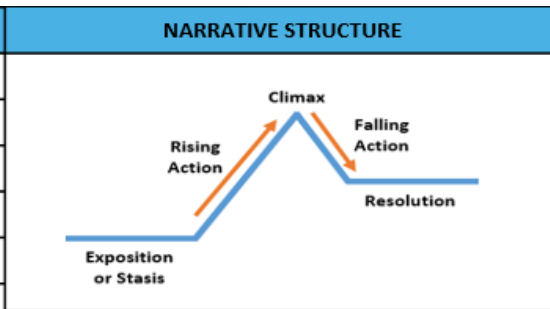 NARRATIVE STRUCTURE
Climax
Rising
Action
Falling
Action
Resolution
Exposition
or Stasis